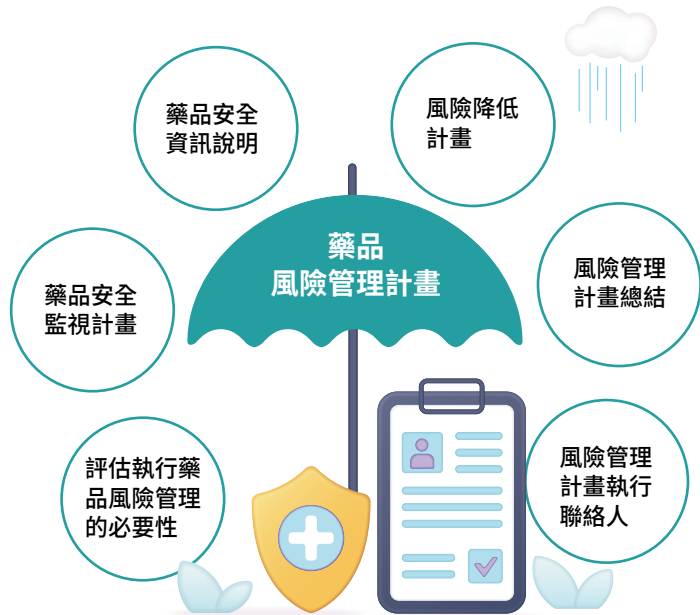 藥品安全
資訊說明
風險降低
計畫
藥品
風險管理計畫
藥品安全
監視計畫
風險管理
計畫總結
評估執行藥
品風險管理
的必要性
風險管理
計畫執行
聯絡人